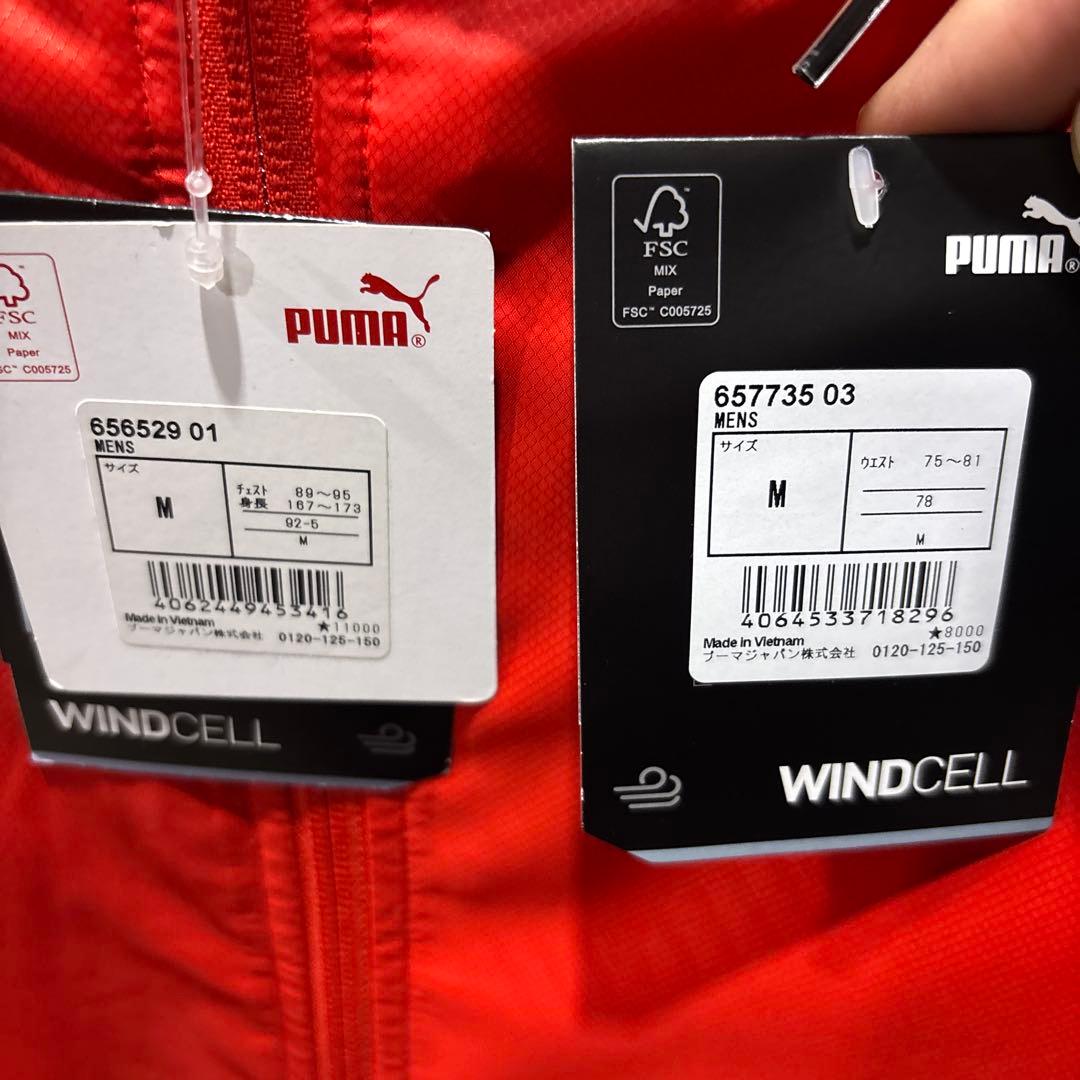 FSC
MIX
Paper
C005725
PUMA®
656529 01
MENS
サイズ
M
チェスト 89～95
身長 167～173
92-5
M
4062449453416
Made in Vietnam
★11000
プーマジャパン株式会社 0120-125-150
WINDCELL
FSC
MIX
Paper
FSC™ C005725
PUMA®
657735 03
MENS
サイズ
M
ウエスト 75～81
78
M
4064533718296
Made in Vietnam
★8000
プーマジャパン株式会社 0120-125-150
WINDCELL